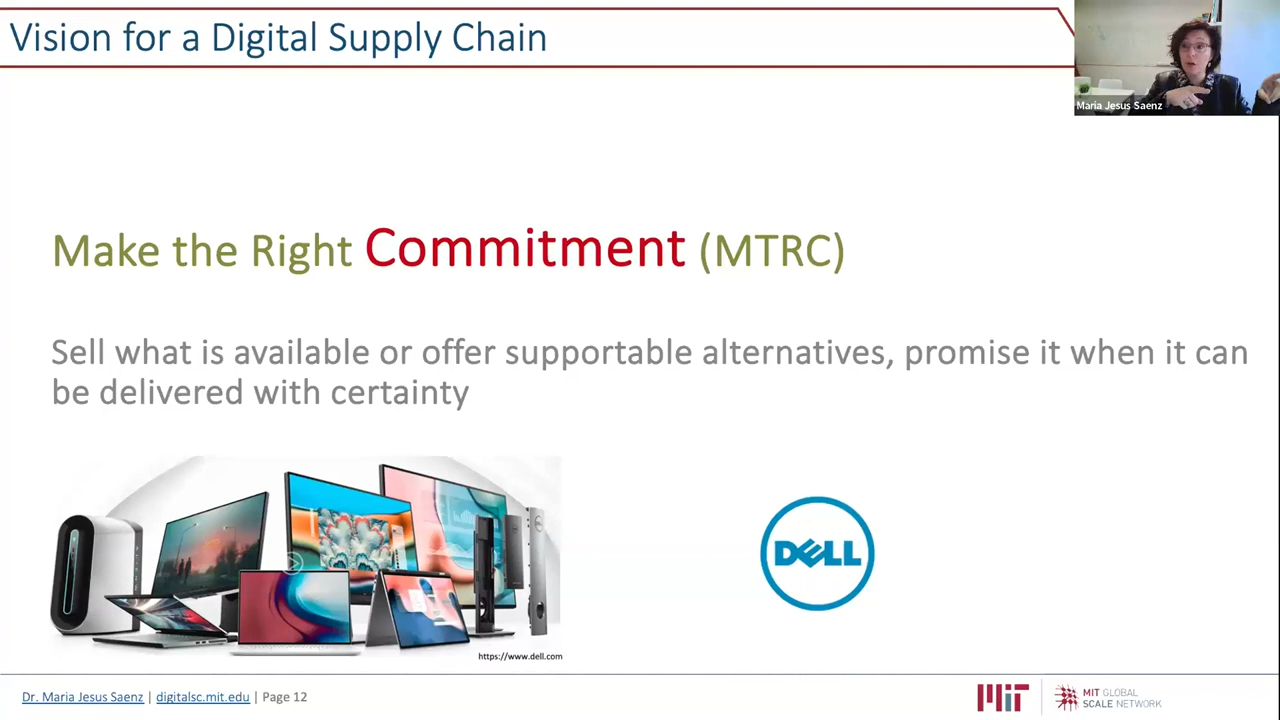 Vision for a Digital Supply Chain
Maria Jesus Saenz
Make the Right Commitment (MTRC)
Sell what is available or offer supportable alternatives, promise it when it can
be delivered with certainty
DELL
https://www.dell.com
Dr. Maria Jesus Saenz | digitalsc.mit.edu | Page 12
MIT
MIT GLOBAL
SCALE NETWORK